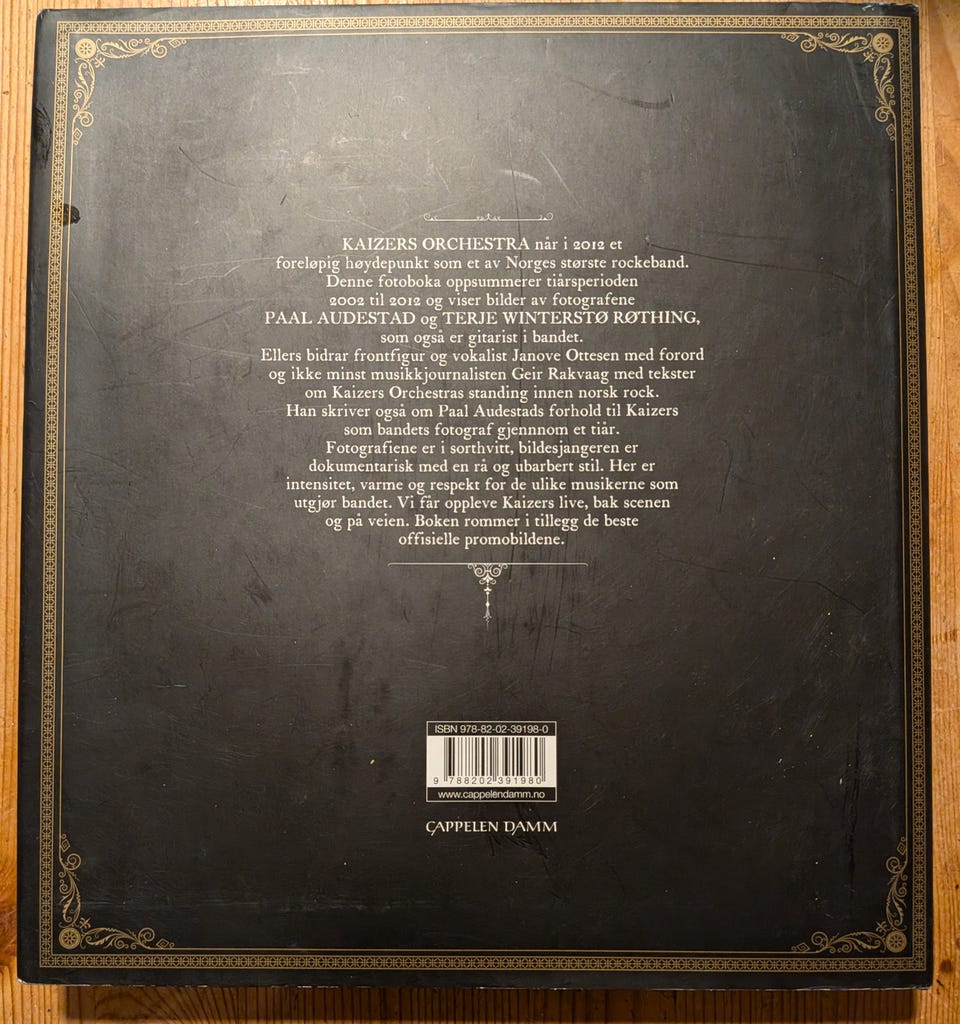 KAIZERS ORCHESTRA når i 2012 et
foreløpig høydepunkt som et av Norges største rockeband.
Denne fotoboka oppsummerer tiårsperioden
2002 til 2012 og viser bilder av fotografene
PAAL AUDESTAD og TERJE WINTERSTØ RØTHING,
som også er gitarist i bandet.
Ellers bidrar frontfigur og vokalist Janove Ottesen med forord
og ikke minst musikkjournalisten Geir Rakvaag med tekster
om Kaizers Orchestras standing innen norsk rock.
Han skriver også om Paal Audestads forhold til Kaizers
som bandets fotograf gjennnom et tiår.
Fotografiene er i sorthvitt, bildesjangeren er
dokumentarisk med en rå og ubarbert stil. Her er
intensitet, varme og respekt for de ulike musikerne som
utgjør bandet. Vi får oppleve Kaizers live, bak scenen
og på veien. Boken rommer i tillegg de beste
offisielle promobildene.
ISBN 978-82-02-39198-0
9 788202 391980
www.cappelendamm.no
CAPPELEN DAMM